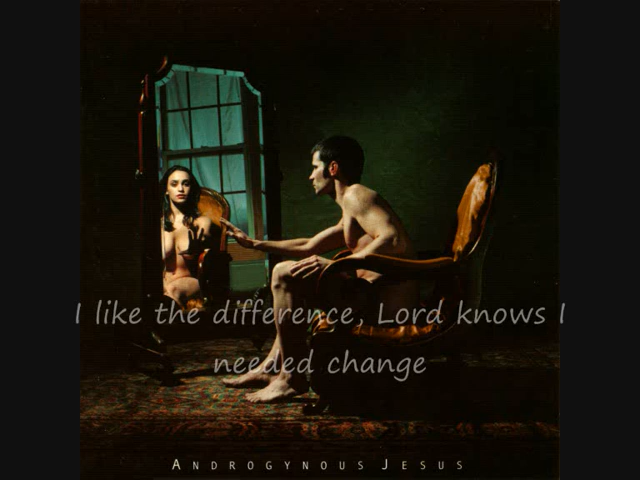 I like the difference, Lord knows I
needed change
ANDROGYNOUS JESUS